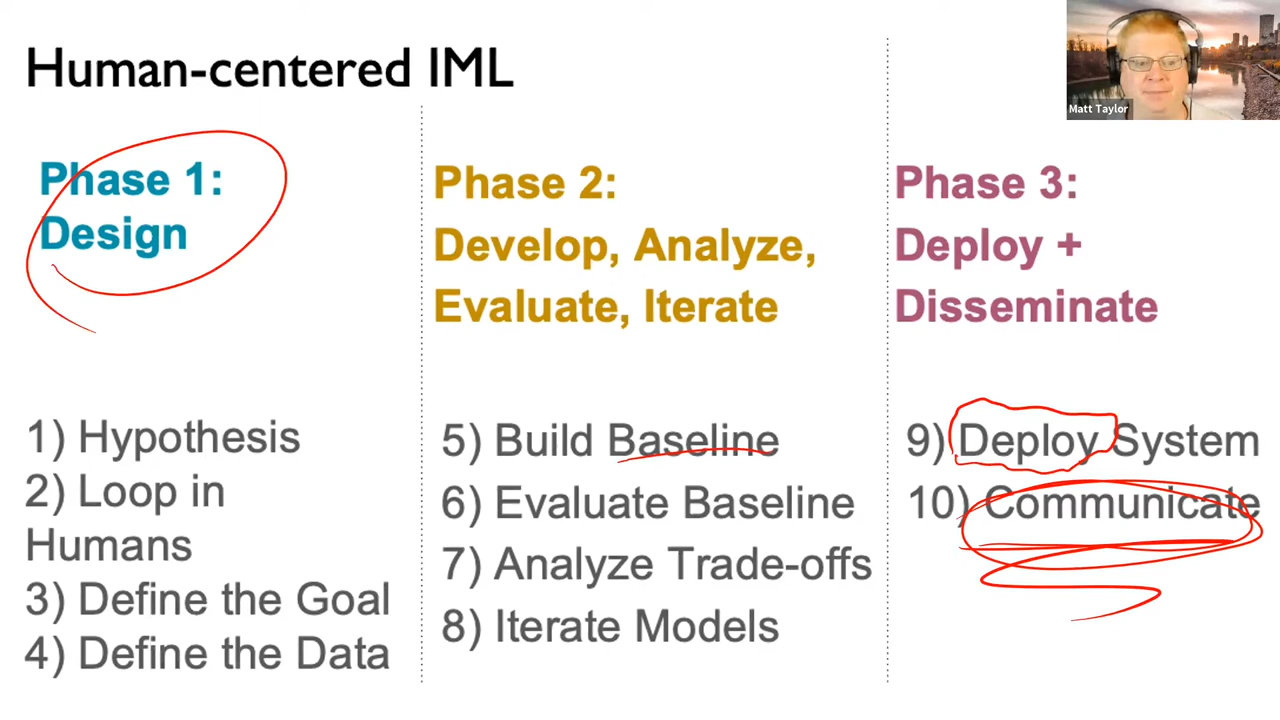 Human-centered IML
Matt Taylor
Phase 1:
Design
1) Hypothesis
2) Loop in
Humans
3) Define the Goal
4) Define the Data
Phase 2:
Develop, Analyze,
Evaluate, Iterate
5) Build Baseline
6) Evaluate Baseline
7) Analyze Trade-offs
8) Iterate Models
Phase 3:
Deploy +
Disseminate
9) Deploy System
10) Communicate